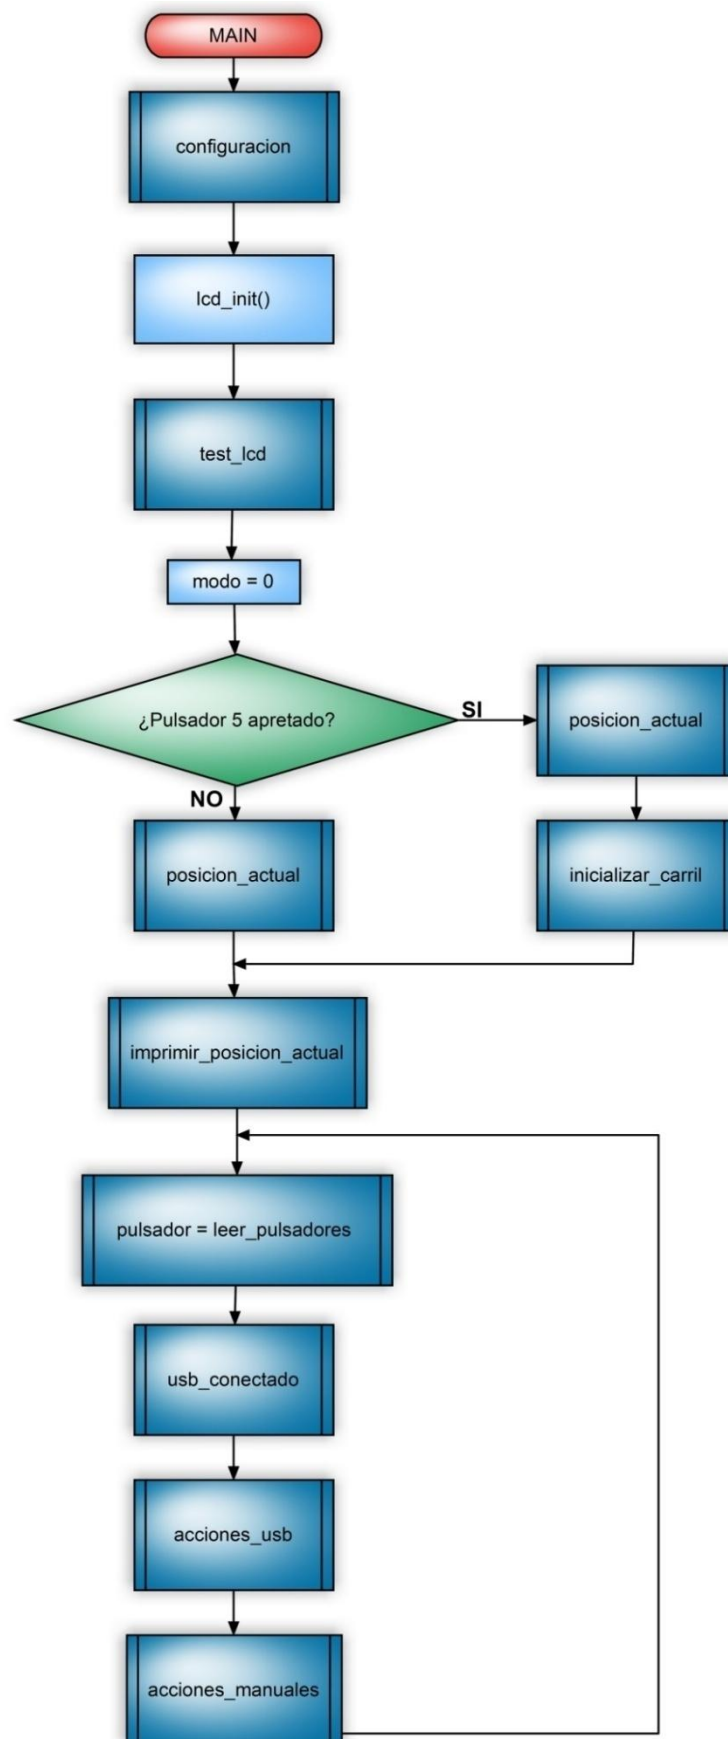 MAIN
configuracion
lcd_init()
test_lcd
modo = 0
¿Pulsador 5 apretado?
SI
posicion_actual
NO
posicion_actual
inicializar_carril
imprimir_posicion_actual
pulsador = leer_pulsadores
usb_conectado
acciones_usb
acciones_manuales